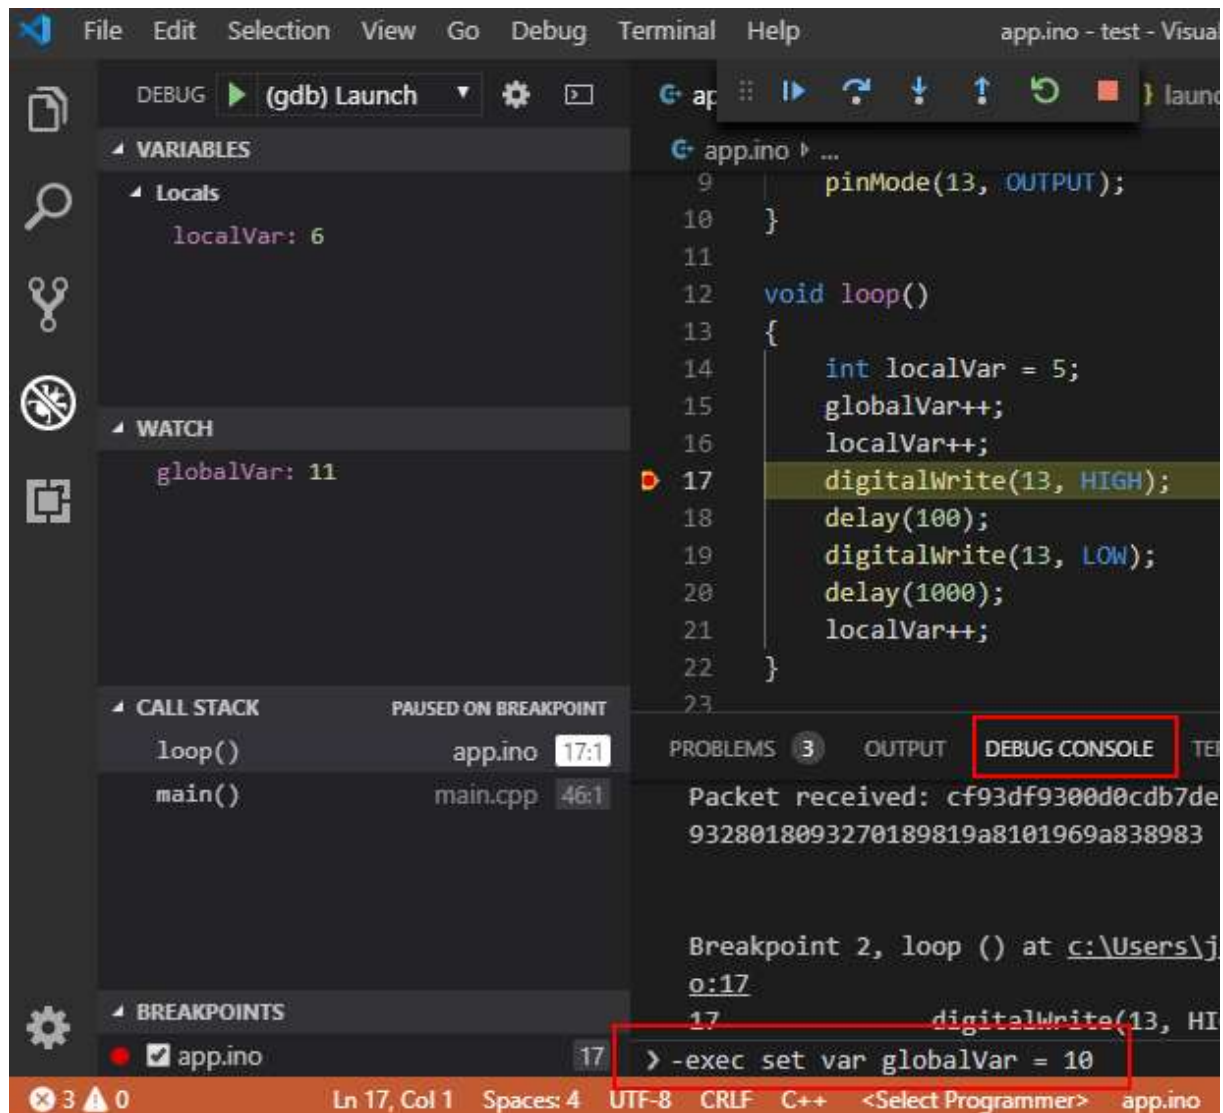 File Edit Selection View Go Debug Terminal Help app.ino - test - Visual
DEBUG (gdb) Launch
VARIABLES
Locals
localVar: 6
WATCH
globalVar: 11
CALL STACK PAUSED ON BREAKPOINT
loop() app.ino 17:1
main() main.cpp 46:1
BREAKPOINTS
app.ino 17
app.ino ...
9 pinMode(13, OUTPUT);
10 }
11
12 void loop()
13 {
14 int localVar = 5;
15 globalVar++;
16 localVar++;
17 digitalWrite(13, HIGH);
18 delay(100);
19 digitalWrite(13, LOW);
20 delay(1000);
21 localVar++;
22 }
23
PROBLEMS 3 OUTPUT DEBUG CONSOLE
Packet received: cf93df9300d0cdb7de
9328018093270189819a8101969a838983
Breakpoint 2, loop () at c:\Users\j
o:17
17 digitalWrite(13, HI
❯ -exec set var globalVar = 10
3 0 Ln 17, Col 1 Spaces: 4 UTF-8 CRLF C++ <Select Programmer> app.ino